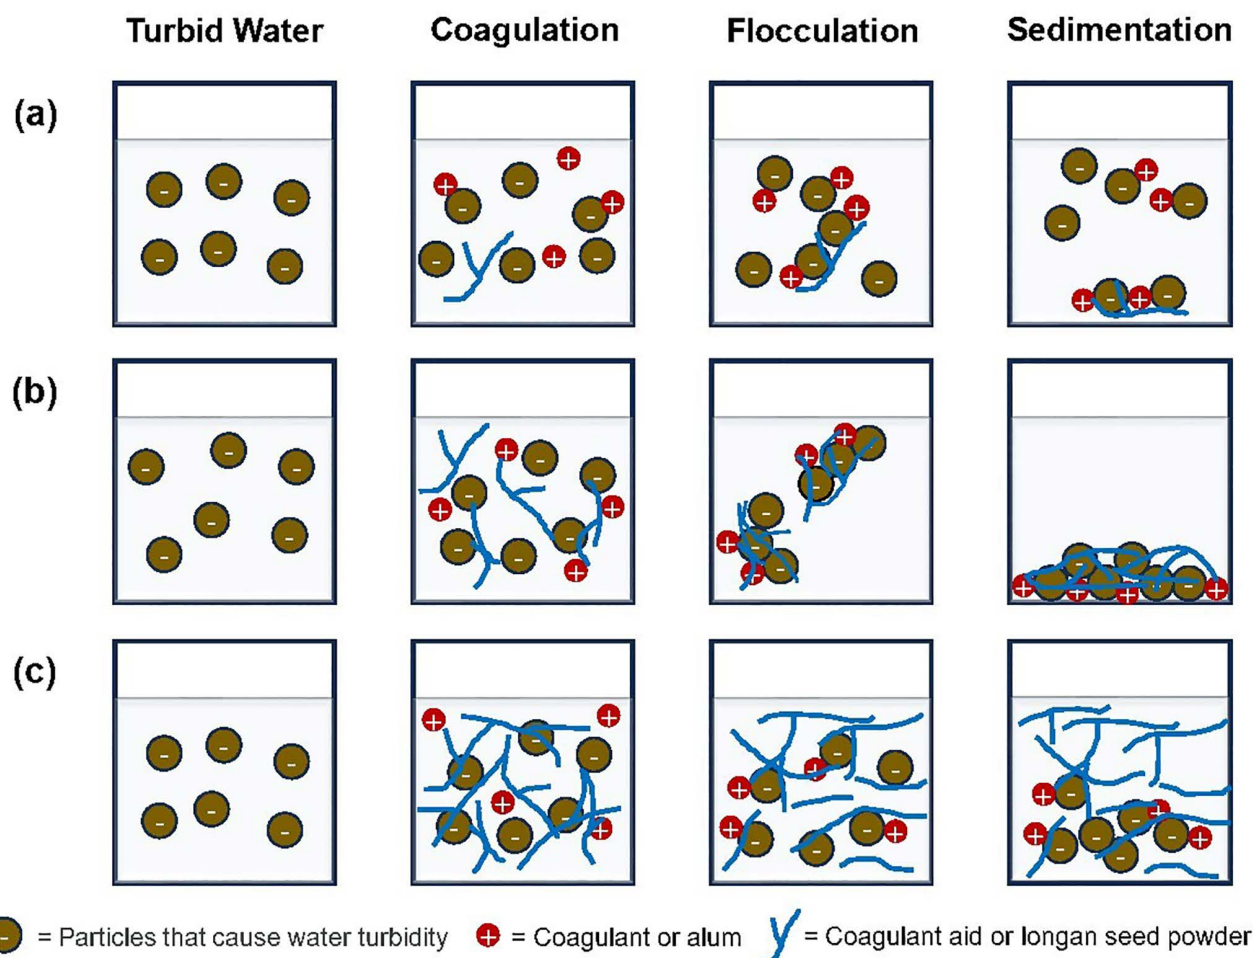 Turbid Water Coagulation Flocculation Sedimentation
(a)
(b)
(c)
= Particles that cause water turbidity + = Coagulant or alum = Coagulant aid or longan seed powder